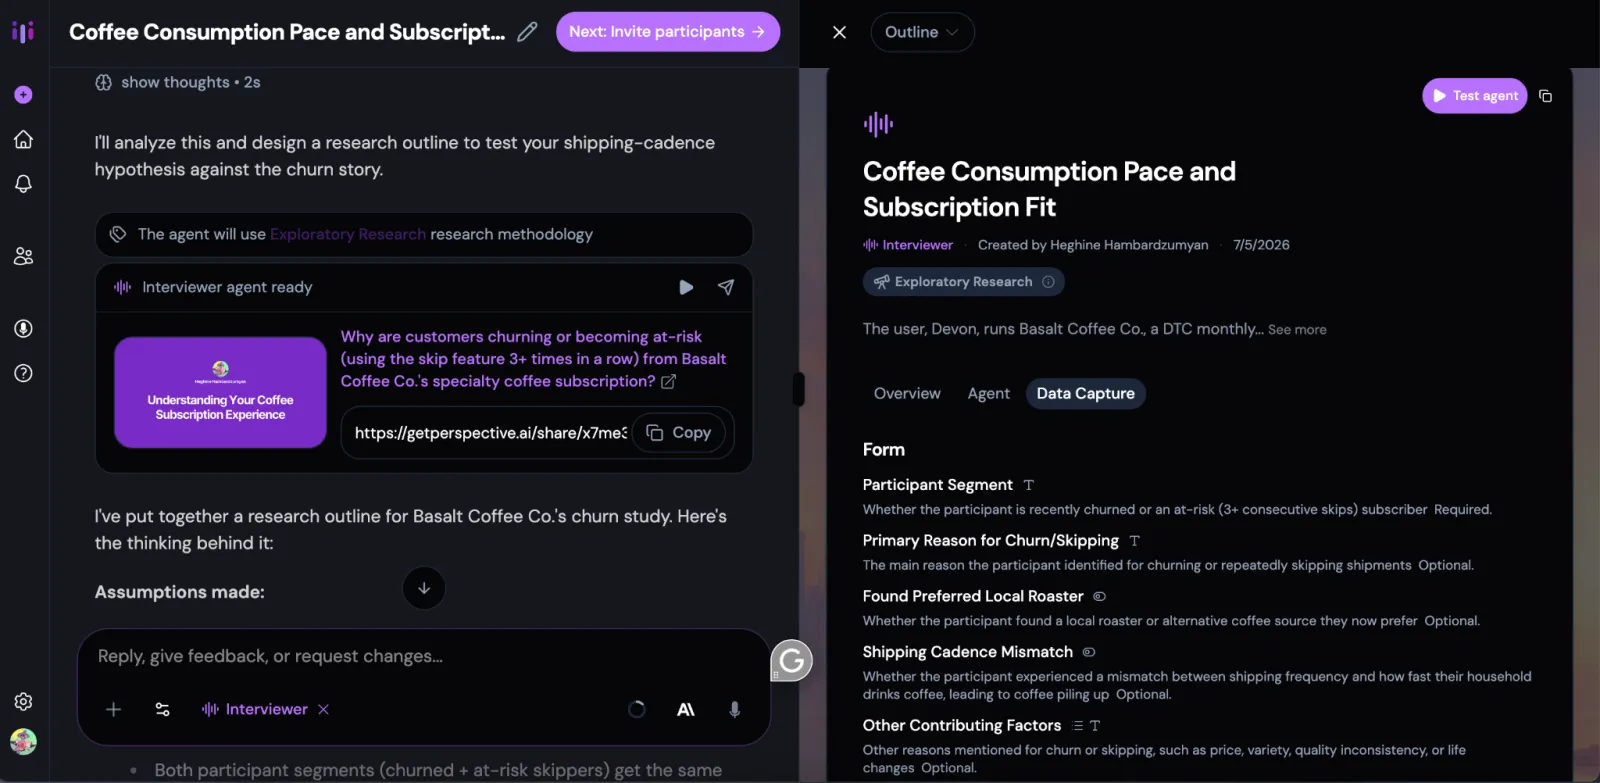 Coffee Consumption Pace and Subscript...
Next: Invite participants →
show thoughts • 2s
I'll analyze this and design a research outline to test your shipping-cadence
hypothesis against the churn story.
The agent will use Exploratory Research research methodology
Interviewer agent ready
Understanding Your Coffee
Subscription Experience
Why are customers churning or becoming at-risk
(using the skip feature 3+ times in a row) from Basalt
Coffee Co.'s specialty coffee subscription?
https://getperspective.ai/share/x7me
Copy
I've put together a research outline for Basalt Coffee Co.'s churn study. Here's
the thinking behind it:
Assumptions made:
Reply, give feedback, or request changes...
Interviewer ×
• Both participant segments (churned + at-risk skippers) get the same
Outline
Test agent
Coffee Consumption Pace and
Subscription Fit
Interviewer · Created by Heghine Hambardzumyan · 7/5/2026
Exploratory Research
The user, Devon, runs Basalt Coffee Co., a DTC monthly... See more
Overview
Agent
Data Capture
Form
Participant Segment
Whether the participant is recently churned or an at-risk (3+ consecutive skips) subscriber Required.
Primary Reason for Churn/Skipping
The main reason the participant identified for churning or repeatedly skipping shipments Optional.
Found Preferred Local Roaster
Whether the participant found a local roaster or alternative coffee source they now prefer Optional.
Shipping Cadence Mismatch
Whether the participant experienced a mismatch between shipping frequency and how fast their household
drinks coffee, leading to coffee piling up Optional.
Other Contributing Factors
Other reasons mentioned for churn or skipping, such as price, variety, quality inconsistency, or life
changes Optional.